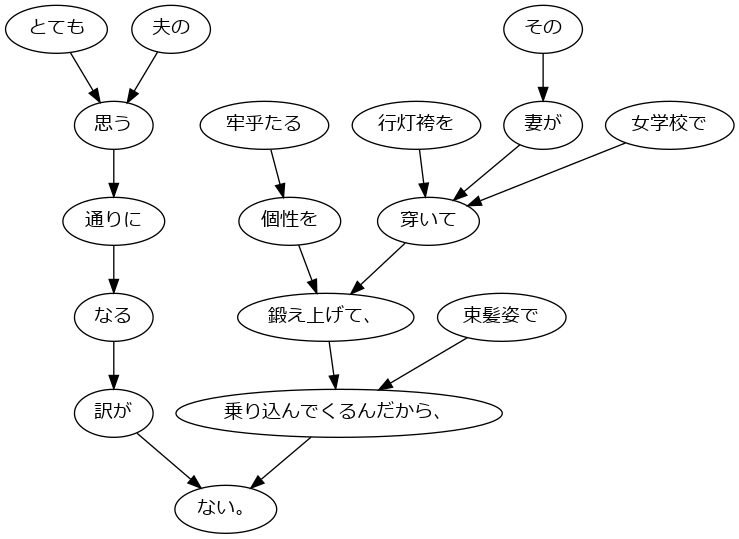 とても 夫の その
思う 牢乎たる 行灯袴を 妻が 女学校で
通りに 個性を 穿いて
なる 鍛え上げて、 束髪姿で
訳が 乗り込んでくるんだから、
ない。